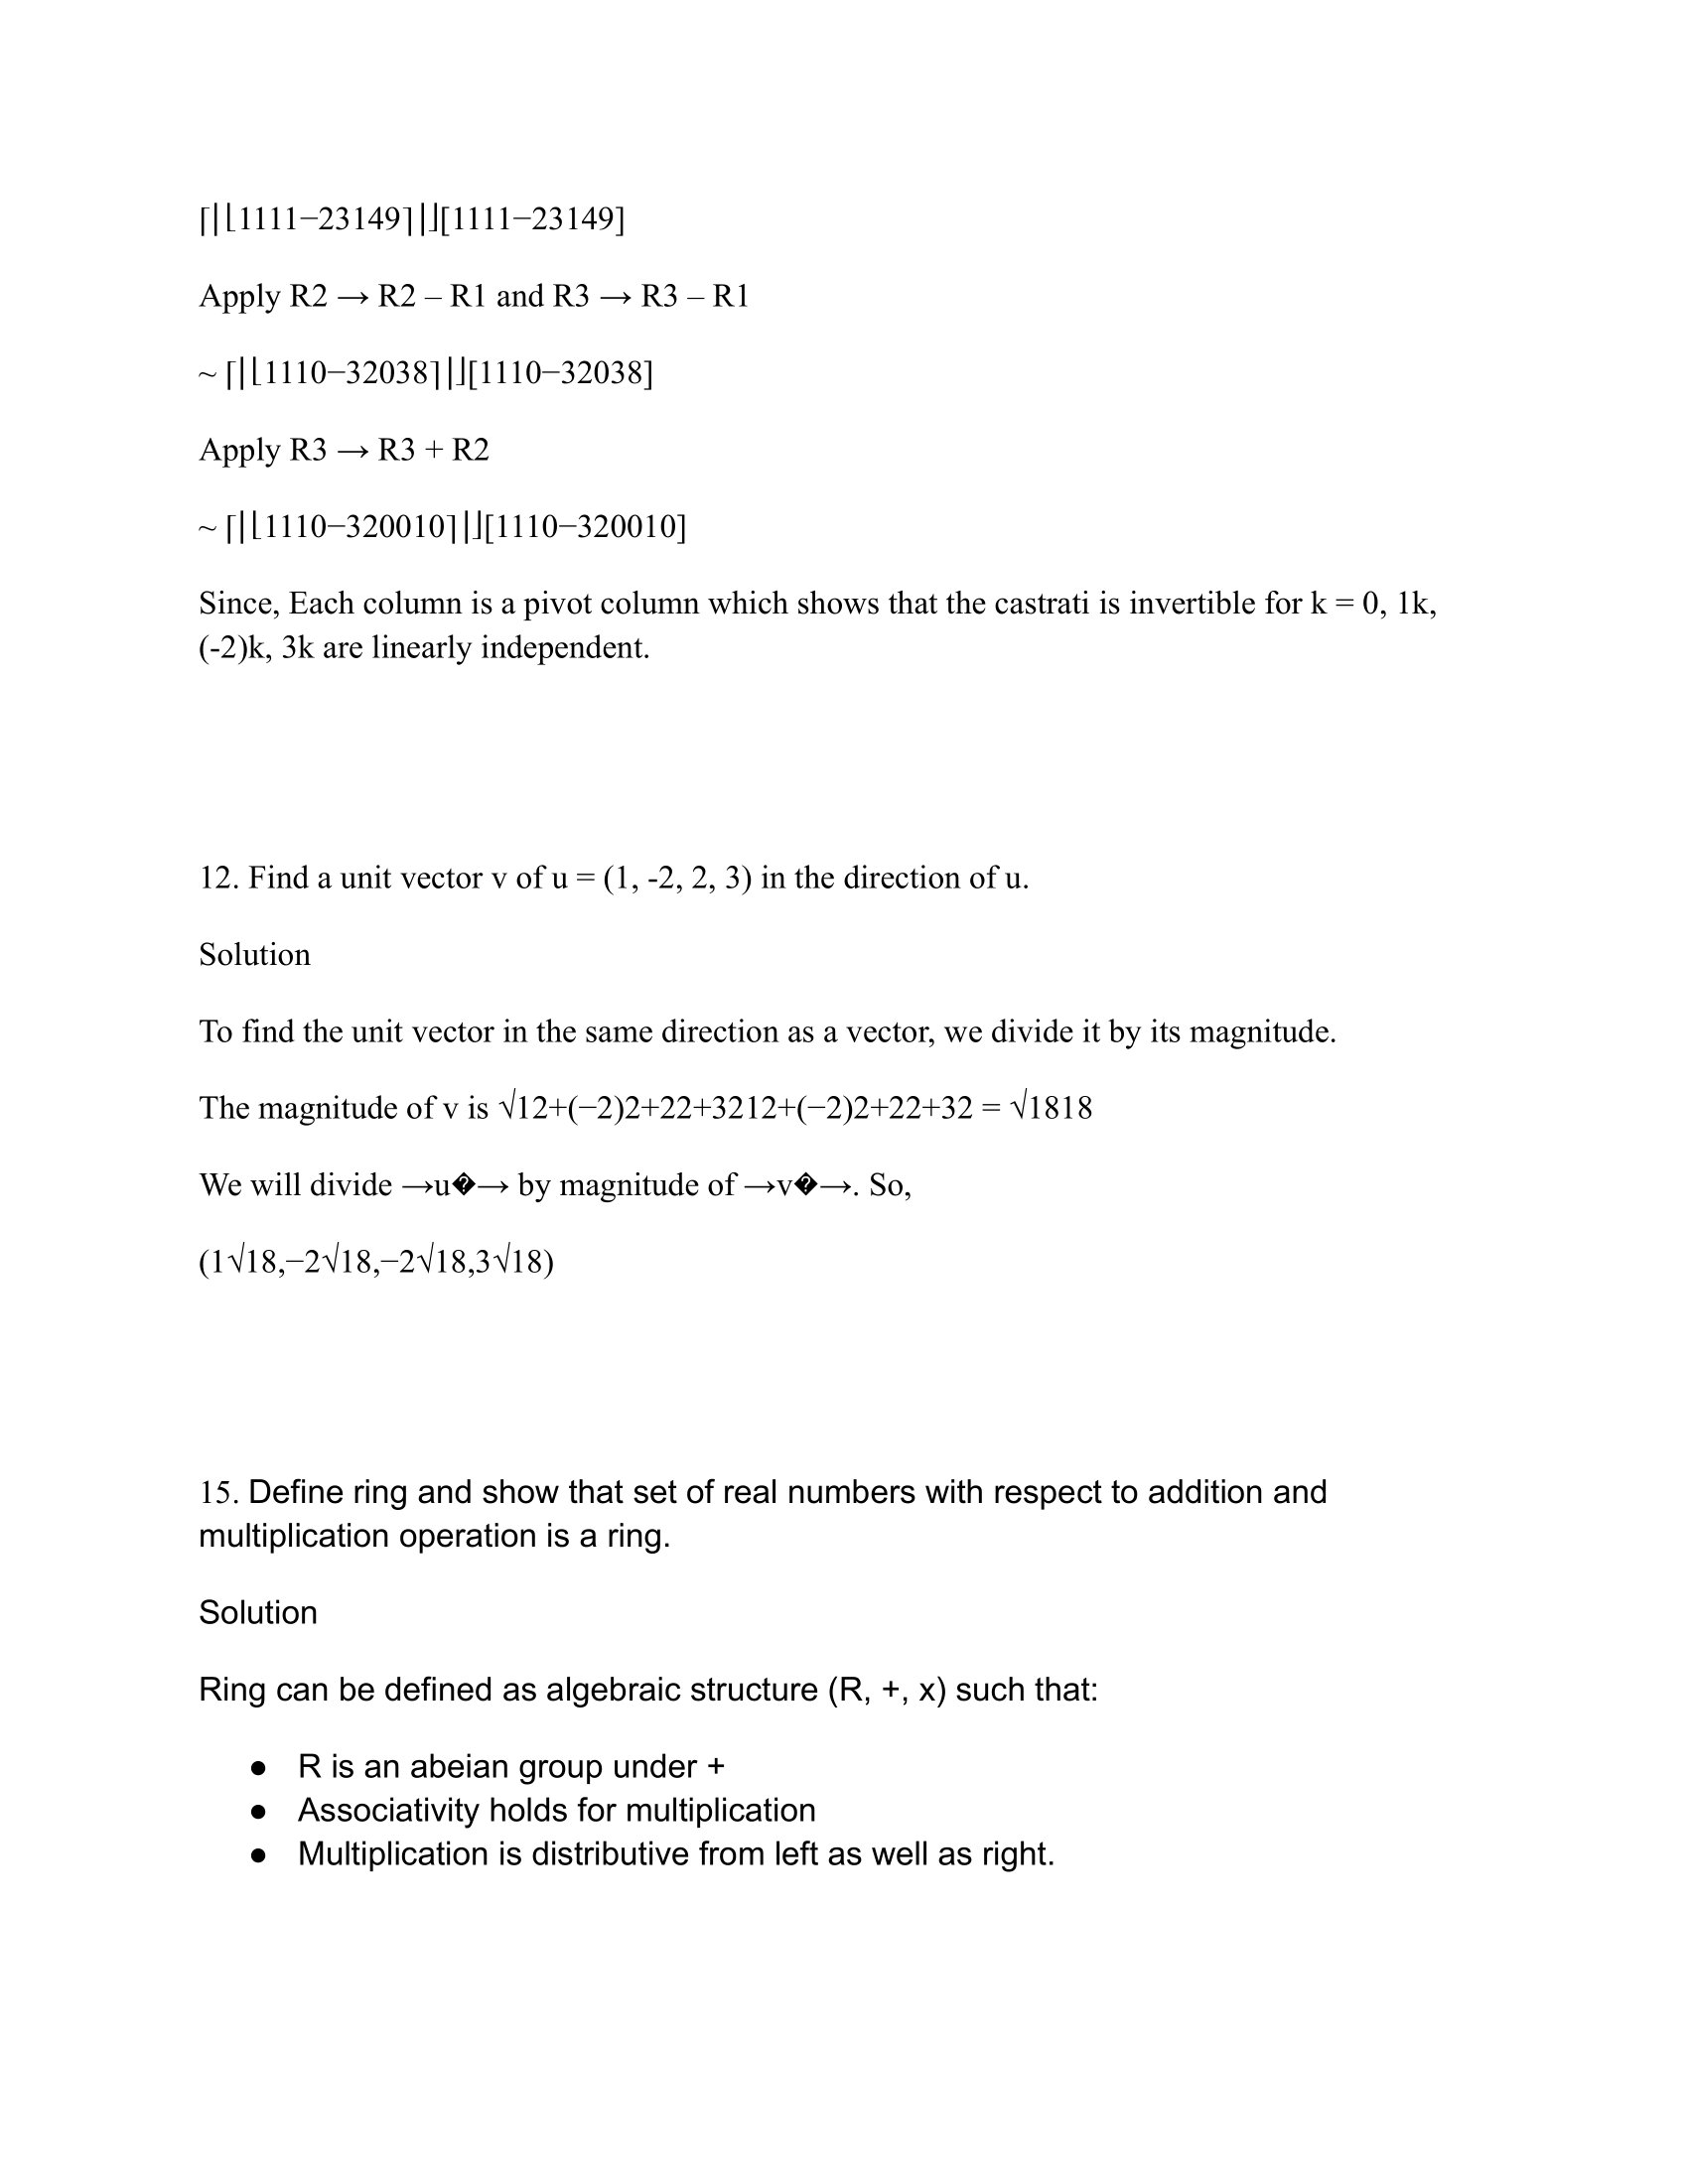 ⎡⎢⎣1111−23149⎤⎥⎦[1111−23149]
Apply R2 → R2 – R1 and R3 → R3 – R1
~ ⎡⎢⎣1110−32038⎤⎥⎦[1110−32038]
Apply R3 → R3 + R2
~ ⎡⎢⎣1110−320010⎤⎥⎦[1110−320010]
Since, Each column is a pivot column which shows that the castrati is invertible for k = 0, 1k,
(-2)k, 3k are linearly independent.
12. Find a unit vector v of u = (1, -2, 2, 3) in the direction of u.
Solution
To find the unit vector in the same direction as a vector, we divide it by its magnitude.
The magnitude of v is √12+(−2)2+22+3212+(−2)2+22+32 = √1818
We will divide →u�→ by magnitude of →v�→. So,
(1√18,−2√18,−2√18,3√18)
15. Define ring and show that set of real numbers with respect to addition and
multiplication operation is a ring.
Solution
Ring can be defined as algebraic structure (R, +, x) such that:
● R is an abeian group under +
● Associativity holds for multiplication
● Multiplication is distributive from left as well as right.